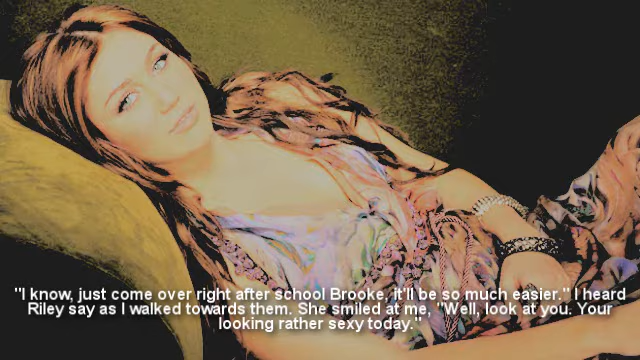 "I know, just come over right after school Brooke, it'll be so much easier." I heard
Riley say as I walked towards them. She smiled at me, "Well, look at you. Your
looking rather sexy today."